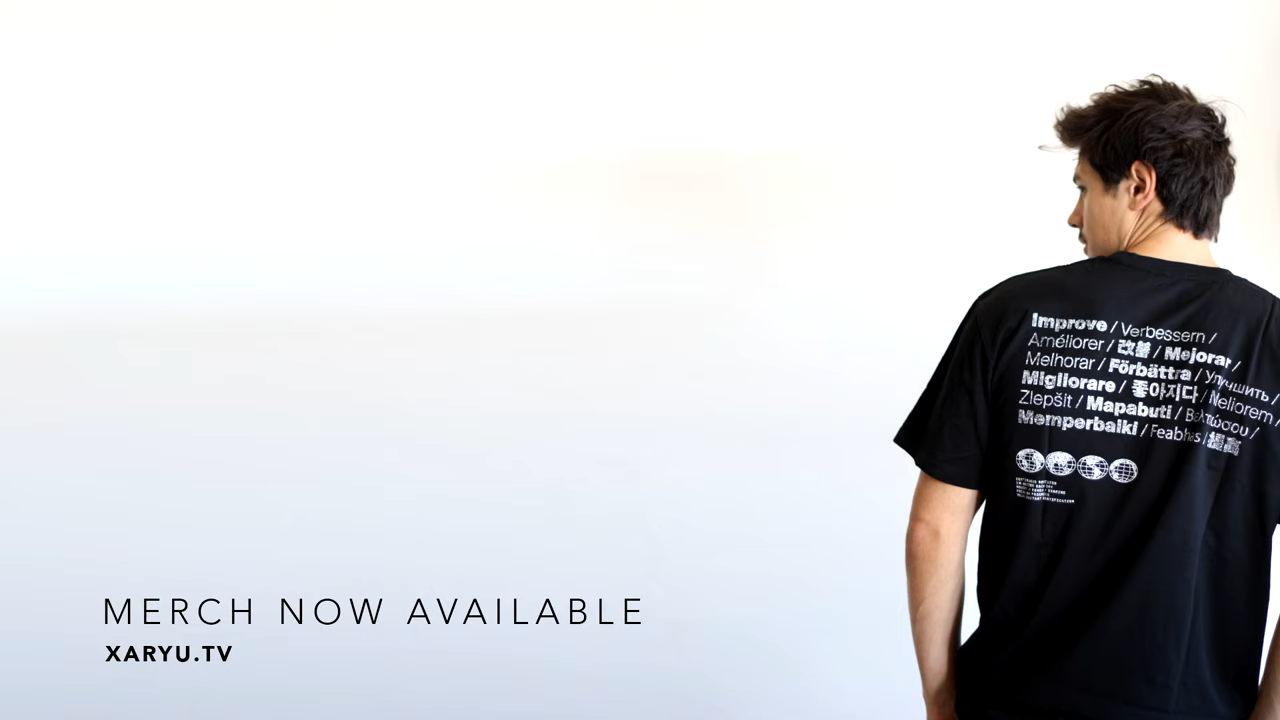 Improve / Verbessern /
Améliorer / 改善 / Mejorar /
Melhorar / Förbättra / Улучшить /
Migliorare / 좋아지다 / Meliorem /
Zlepšit / Mapabuti / Βελτιώσου /
Memperbaiki / Feabhas /
MERCH NOW AVAILABLE
XARYU.TV